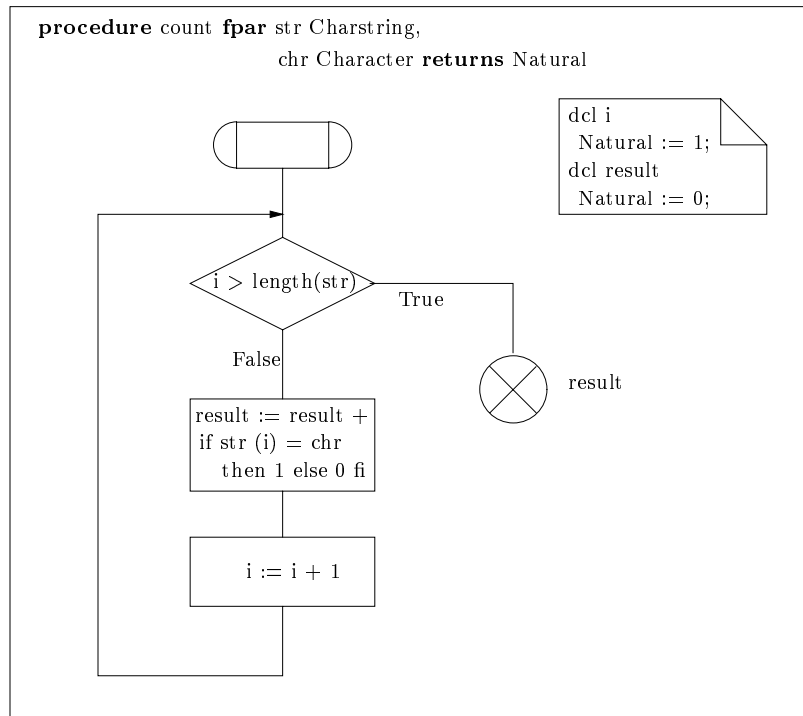 procedure count fpar str Charstring,
chr Character returns Natural
dcl i
Natural := 1;
dcl result
Natural := 0;
i > length(str)
True
False
result
result := result +
if str (i) = chr
then 1 else 0 fi
i := i + 1